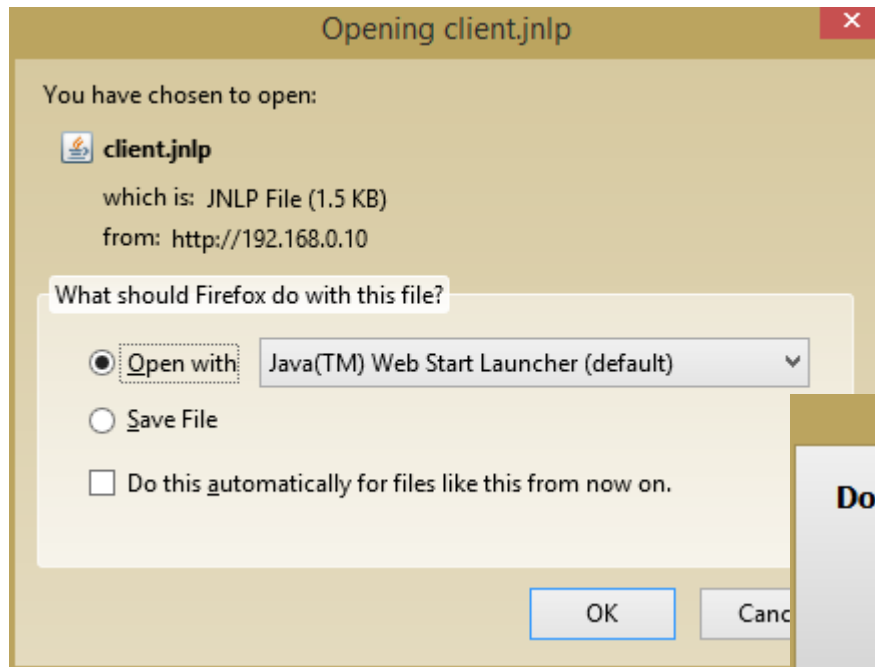 Opening client.jnlp
You have chosen to open:
client.jnlp
which is: JNLP File (1.5 KB)
from: http://192.168.0.10
What should Firefox do with this file?
Open with Java(TM) Web Start Launcher (default)
Save File
Do this automatically for files like this from now on.
Do
OK Canc